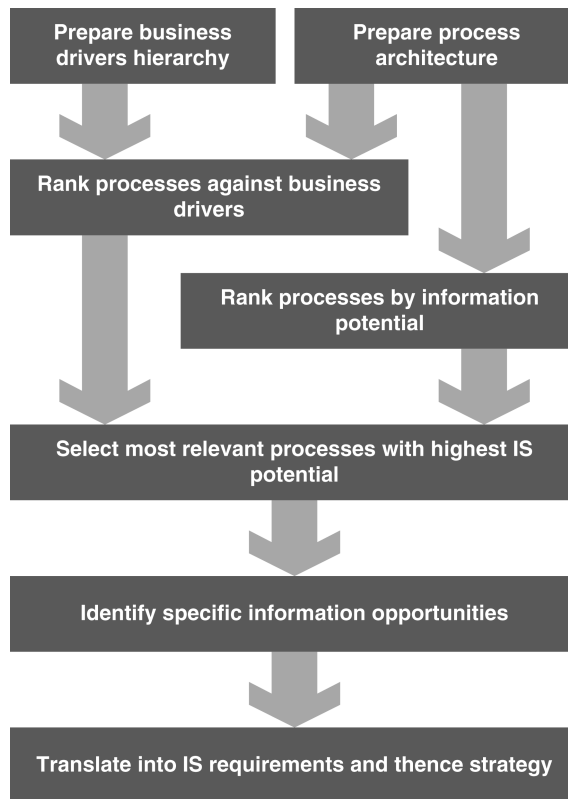 Prepare business
drivers hierarchy
Prepare process
architecture
Rank processes against business
drivers
Rank processes by information
potential
Select most relevant processes with highest IS
potential
Identify specific information opportunities
Translate into IS requirements and thence strategy